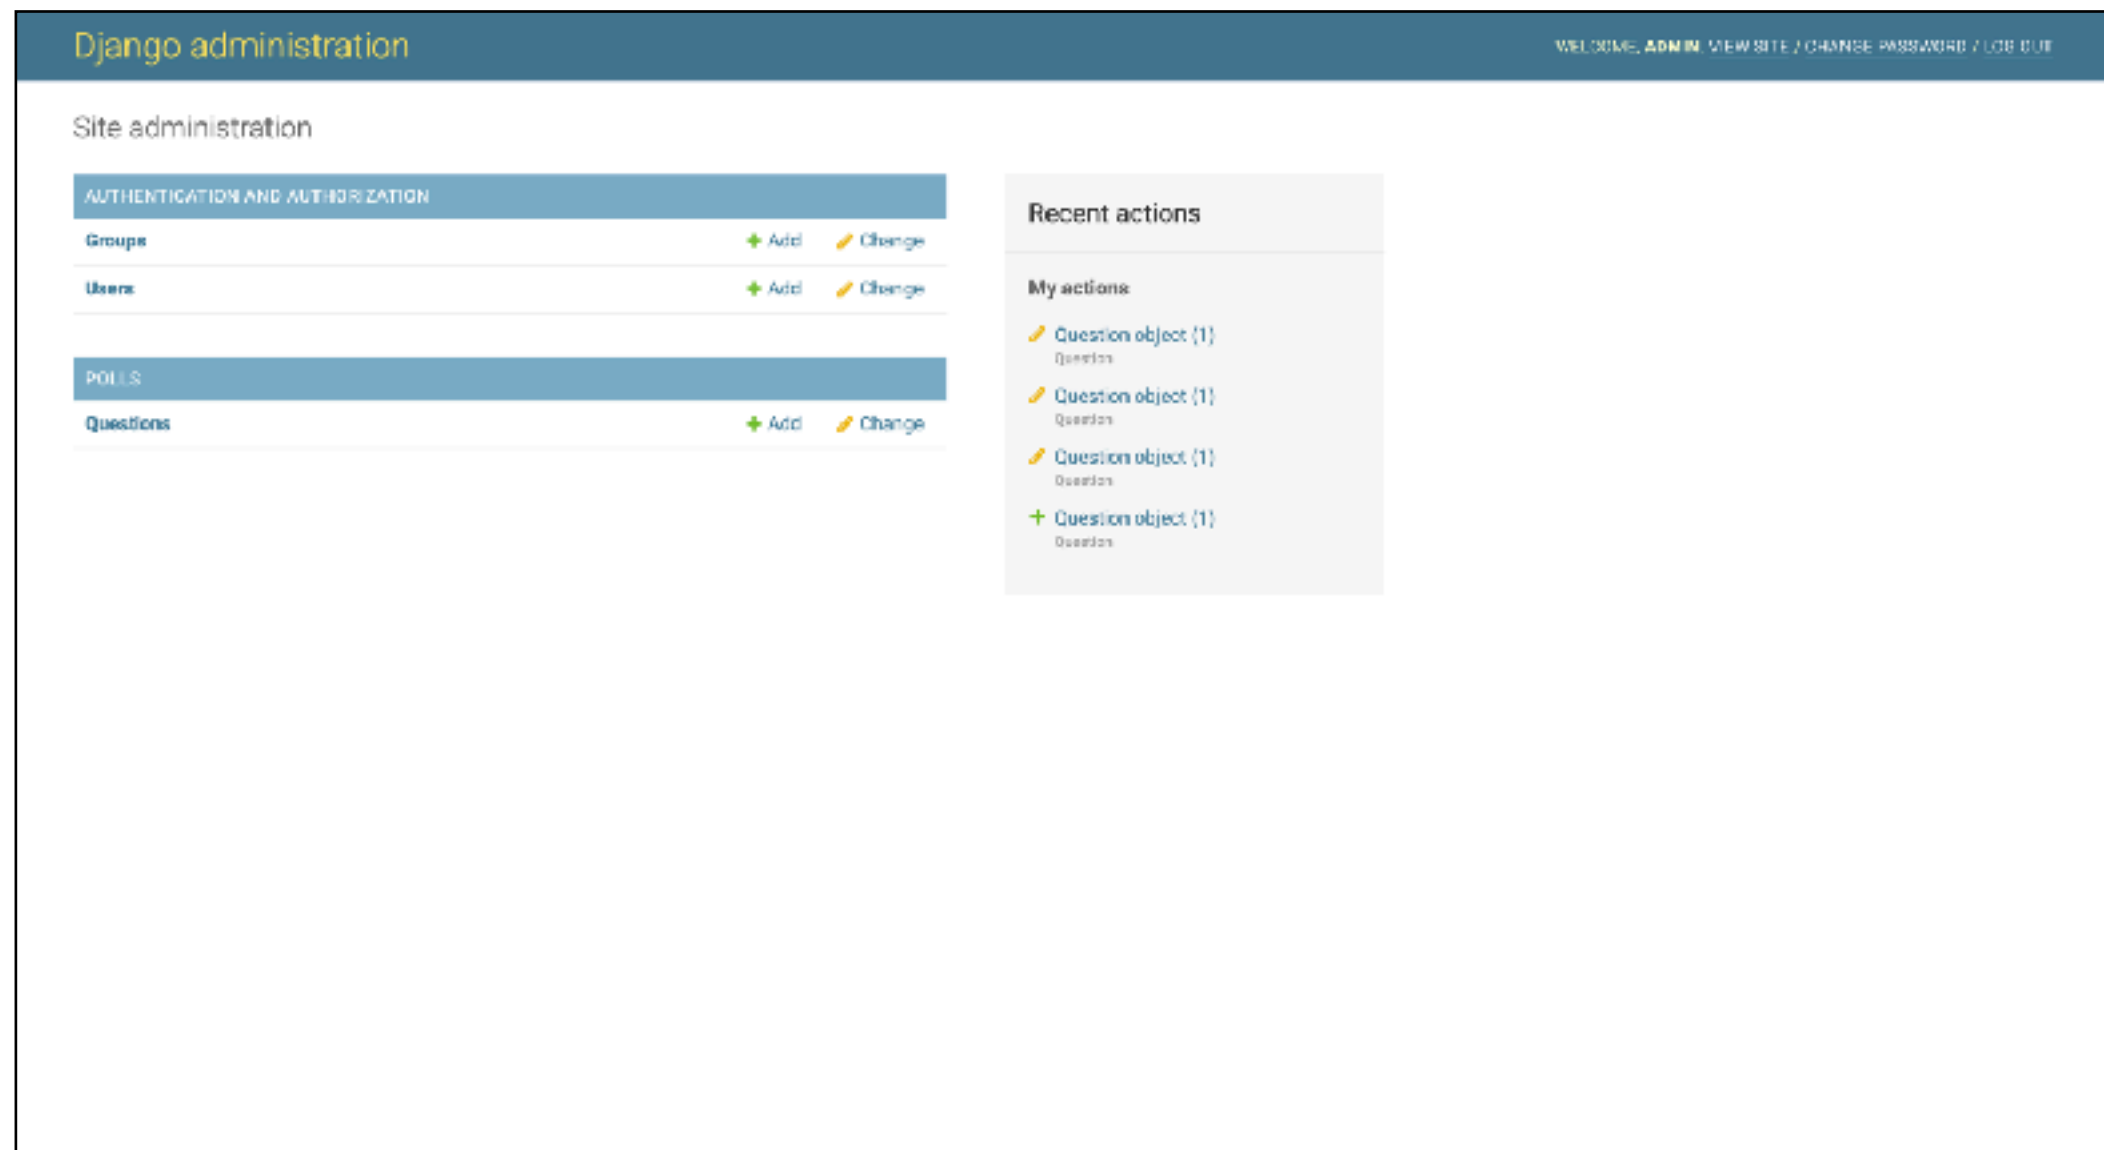 Django administration
WELCOME, ADMIN. VIEW SITE / CHANGE PASSWORD / LOG OUT
Site administration
AUTHENTICATION AND AUTHORIZATION
Groups + Add Change
Users + Add Change
POLLS
Questions + Add Change
Recent actions
My actions
Question object (1)
Question
Question object (1)
Question
Question object (1)
Question
+ Question object (1)
Question